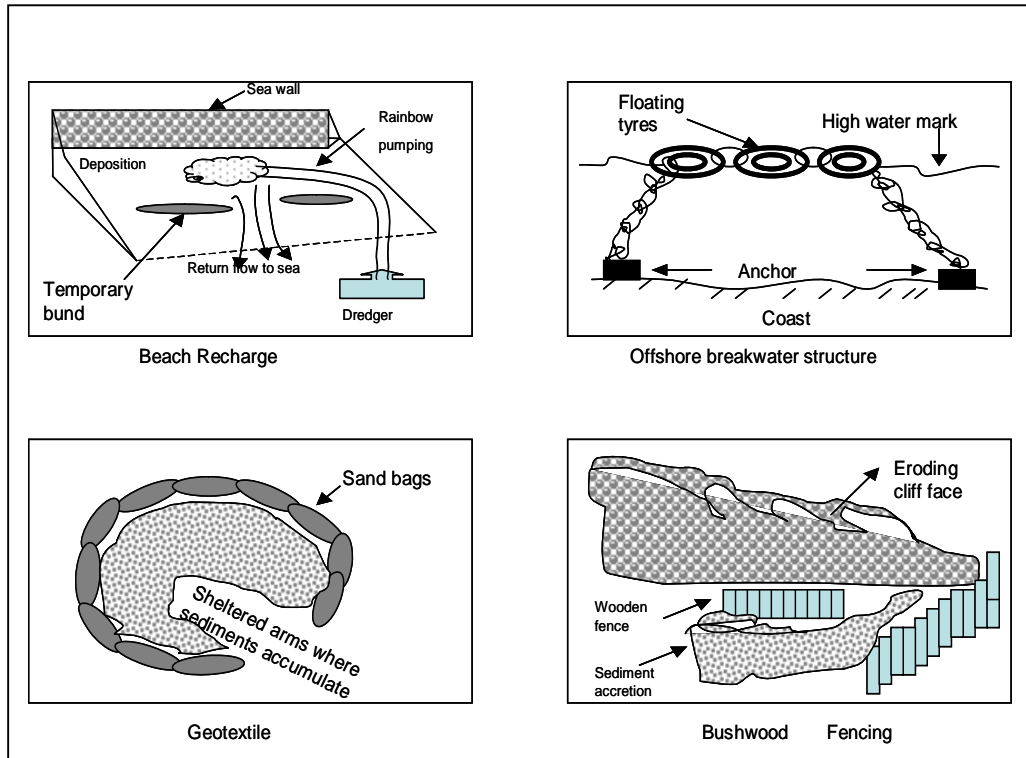 Sea wall
Rainbow
pumping
Deposition
Return flow to sea
Temporary
bund
Dredger
Beach Recharge
Floating
tyres
High water mark
Anchor
Coast
Offshore breakwater structure
Sand bags
Sheltered arms where
sediments accumulate
Geotextile
Eroding
cliff face
Wooden
fence
Sediment
accretion
Bushwood Fencing